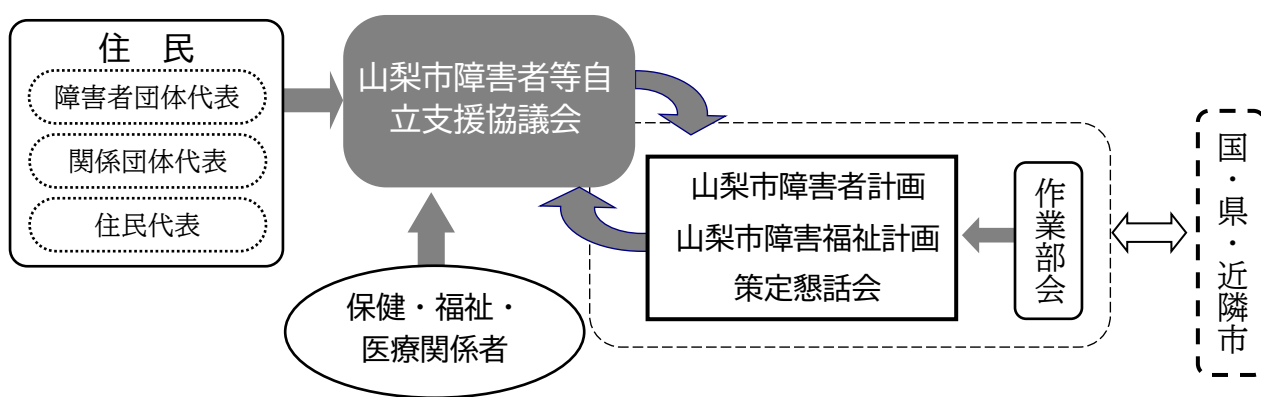 住　民
障害者団体代表
関係団体代表
住民代表
山梨市障害者等自
立支援協議会
保健・福祉・
医療関係者
山梨市障害者計画
山梨市障害福祉計画
策定懇話会
作業部会
国・県・近隣市